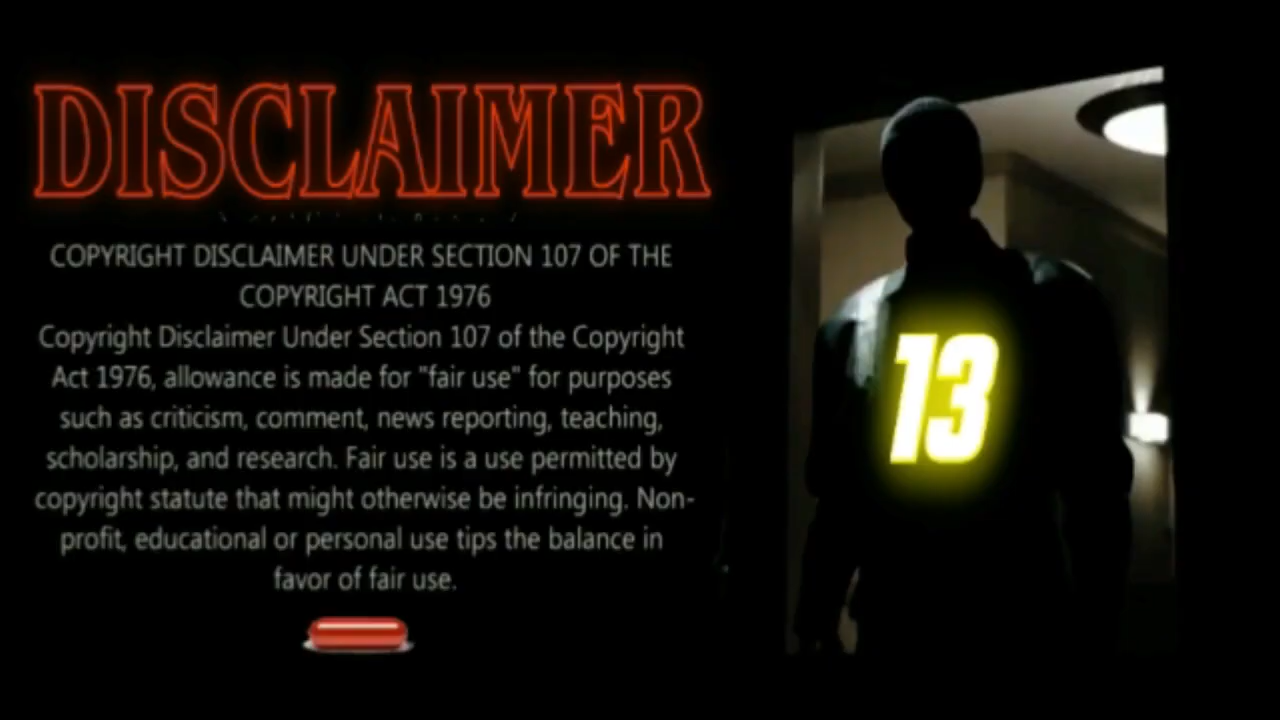 DISCLAIMER
COPYRIGHT DISCLAIMER UNDER SECTION 107 OF THE
COPYRIGHT ACT 1976
Copyright Disclaimer Under Section 107 of the Copyright
Act 1976, allowance is made for "fair use" for purposes
such as criticism, comment, news reporting, teaching,
scholarship, and research. Fair use is a use permitted by
copyright statute that might otherwise be infringing. Non-
profit, educational or personal use tips the balance in
favor of fair use.
13